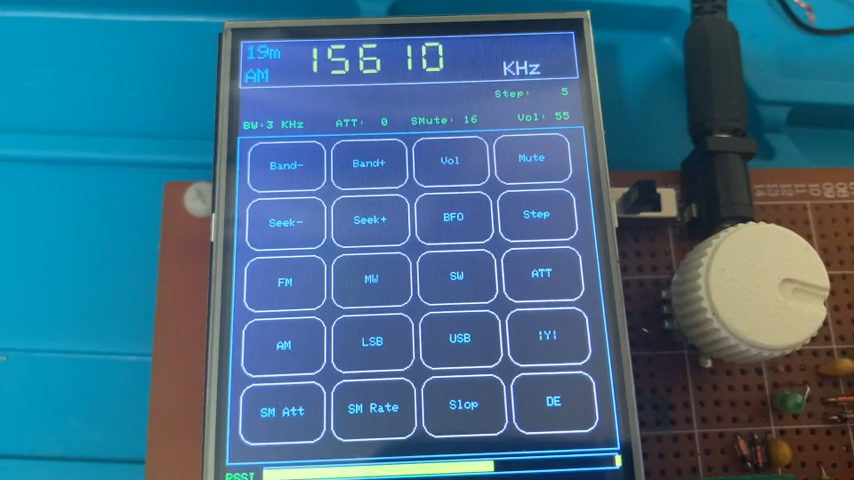 19m 15610
AM KHz
Step: 5
BW:3 KHz ATT: 0 SMute: 16 Vol: 55
Band- Band+ Vol Mute
Seek- Seek+ BFO Step
FM MW SW ATT
AM LSB USB |Y|
SM Att SM Rate Slop DE
RSSI